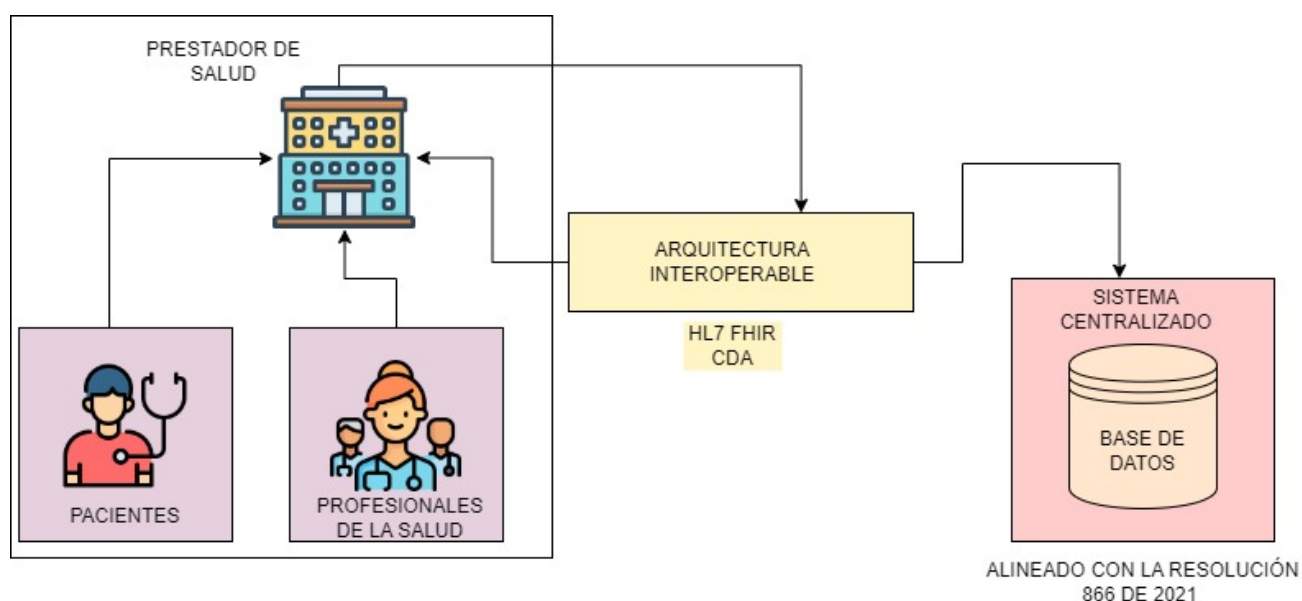 PRESTADOR DE
SALUD
ARQUITECTURA
INTEROPERABLE
HL7 FHIR
CDA
SISTEMA
CENTRALIZADO
BASE DE
DATOS
PACIENTES
PROFESIONALES
DE LA SALUD
ALINEADO CON LA RESOLUCIÓN
866 DE 2021